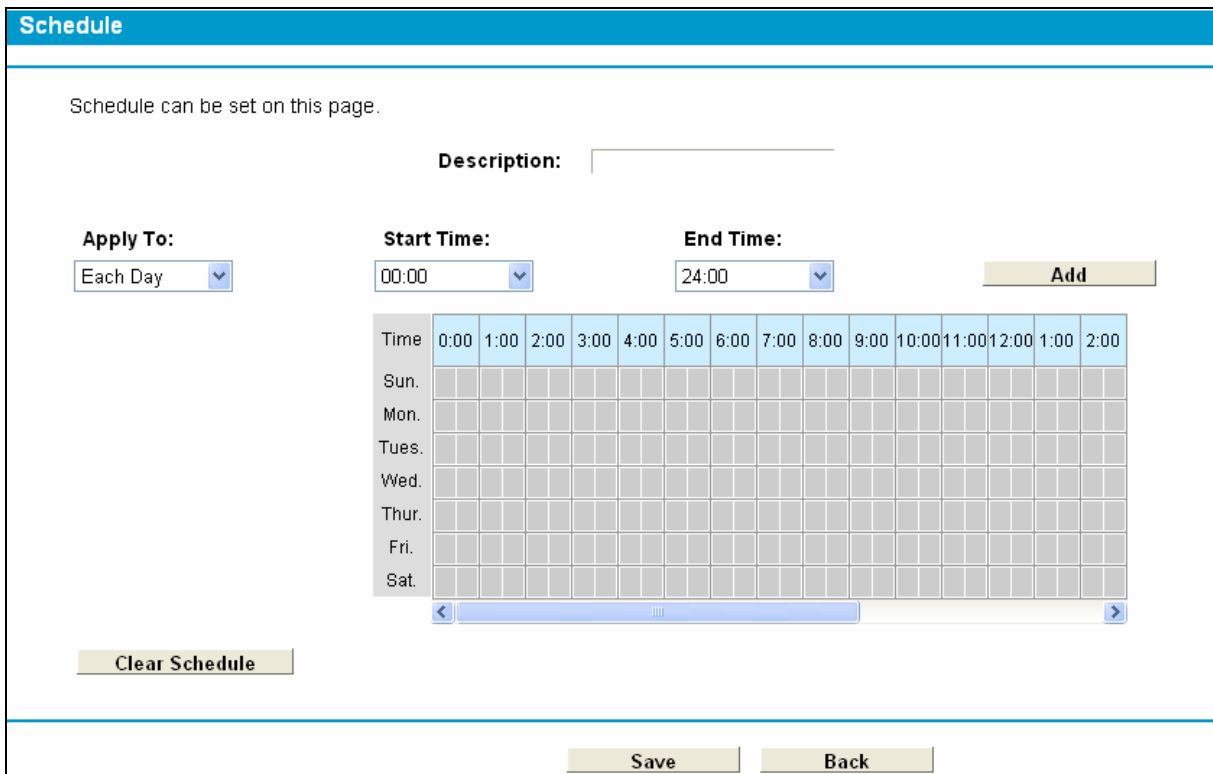 Schedule
Schedule can be set on this page.
Description:
Apply To: Start Time: End Time:
Each Day 00:00 24:00 Add
Time 0:00 1:00 2:00 3:00 4:00 5:00 6:00 7:00 8:00 9:00 10:00 11:00 12:00 1:00 2:00
Sun.
Mon.
Tues.
Wed.
Thur.
Fri.
Sat.
Clear Schedule
Save Back